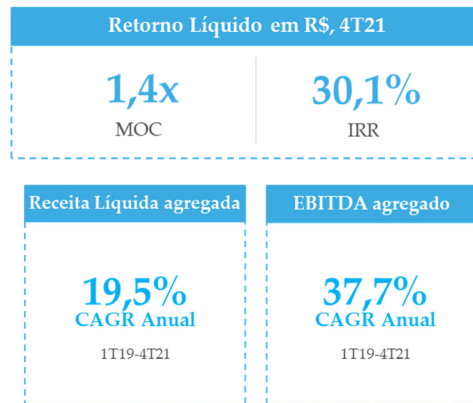 Retorno Líquido em R$, 4T21
1,4x
30,1%
MOC
IRR
Receita Líquida agregada
EBITDA agregado
19,5%
37,7%
CAGR Anual
CAGR Anual
1T19-4T21
1T19-4T21